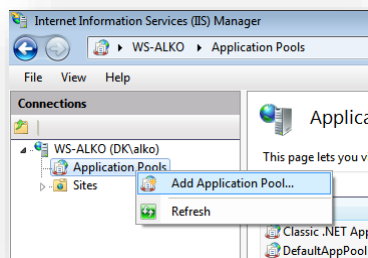 Internet Information Services (IIS) Manager
WS-ALKO
Application Pools
File View Help
Connections
WS-ALKO (DK\alko)
Application Pools
Sites
Add Application Pool...
Refresh
Applica
This page lets you v
Classic .NET App
DefaultAppPool